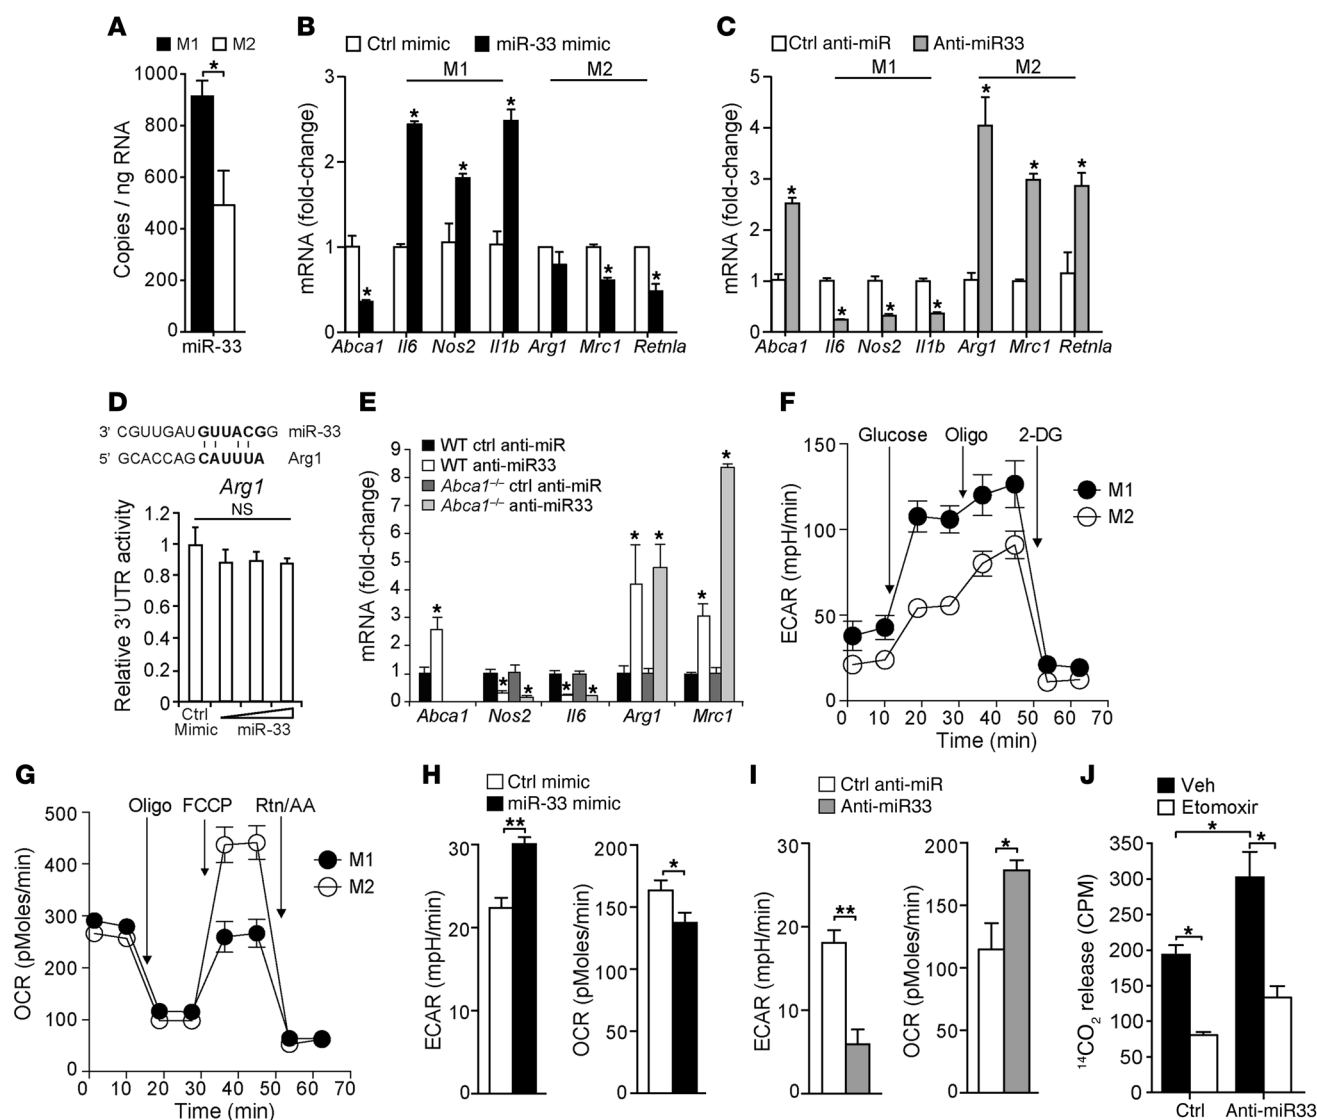 A
M1 M2
Copies / ng RNA
1000
800
600
400
200
0
*
miR-33
B
Ctrl mimic miR-33 mimic
M1 M2
mRNA (fold-change)
3
2
1
0
* * * * * *
Abca1 Il6 Nos2 Il1b Arg1 Mrc1 Retnla
C
Ctrl anti-miR Anti-miR33
M1 M2
mRNA (fold-change)
5
4
3
2
1
0
* * * * * * *
Abca1 Il6 Nos2 Il1b Arg1 Mrc1 Retnla
D
3' CGUUGAUGUUACGG miR-33
5' GCACCAGCAUUUA Arg1
Arg1
NS
Relative 3'UTR activity
1.2
1
0.8
0.6
0.4
0.2
0
Ctrl
Mimic miR-33
E
WT ctrl anti-miR
WT anti-miR33
Abca1–/– ctrl anti-miR
Abca1–/– anti-miR33
mRNA (fold-change)
9
8
7
6
5
4
3
2
1
0
* * * * * * * * *
Abca1 Nos2 Il6 Arg1 Mrc1
F
Glucose Oligo 2-DG
M1
M2
ECAR (mpH/min)
150
100
50
0
0 10 20 30 40 50 60 70
Time (min)
G
Oligo FCCP Rtn/AA
M1
M2
OCR (pMoles/min)
500
400
300
200
100
0
0 10 20 30 40 50 60 70
Time (min)
H
Ctrl mimic
miR-33 mimic
ECAR (mpH/min)
30
20
10
0
**
OCR (pMoles/min)
200
150
100
50
0
*
I
Ctrl anti-miR
Anti-miR33
ECAR (mpH/min)
30
20
10
0
**
OCR (pMoles/min)
200
150
100
50
0
*
J
Veh
Etomoxir
14CO2 release (CPM)
350
300
250
200
150
100
50
0
* * *
Ctrl Anti-miR33